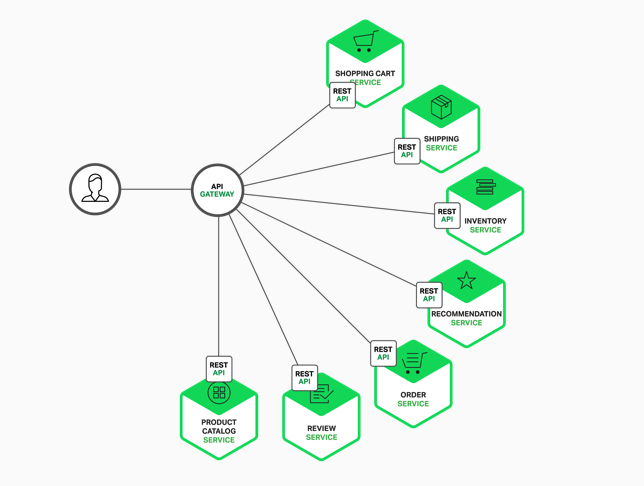 SHOPPING CART
SERVICE
REST
API
SHIPPING
SERVICE
REST
API
API
GATEWAY
INVENTORY
SERVICE
REST
API
RECOMMENDATION
SERVICE
REST
API
ORDER
SERVICE
REST
API
REVIEW
SERVICE
REST
API
PRODUCT
CATALOG
SERVICE
REST
API